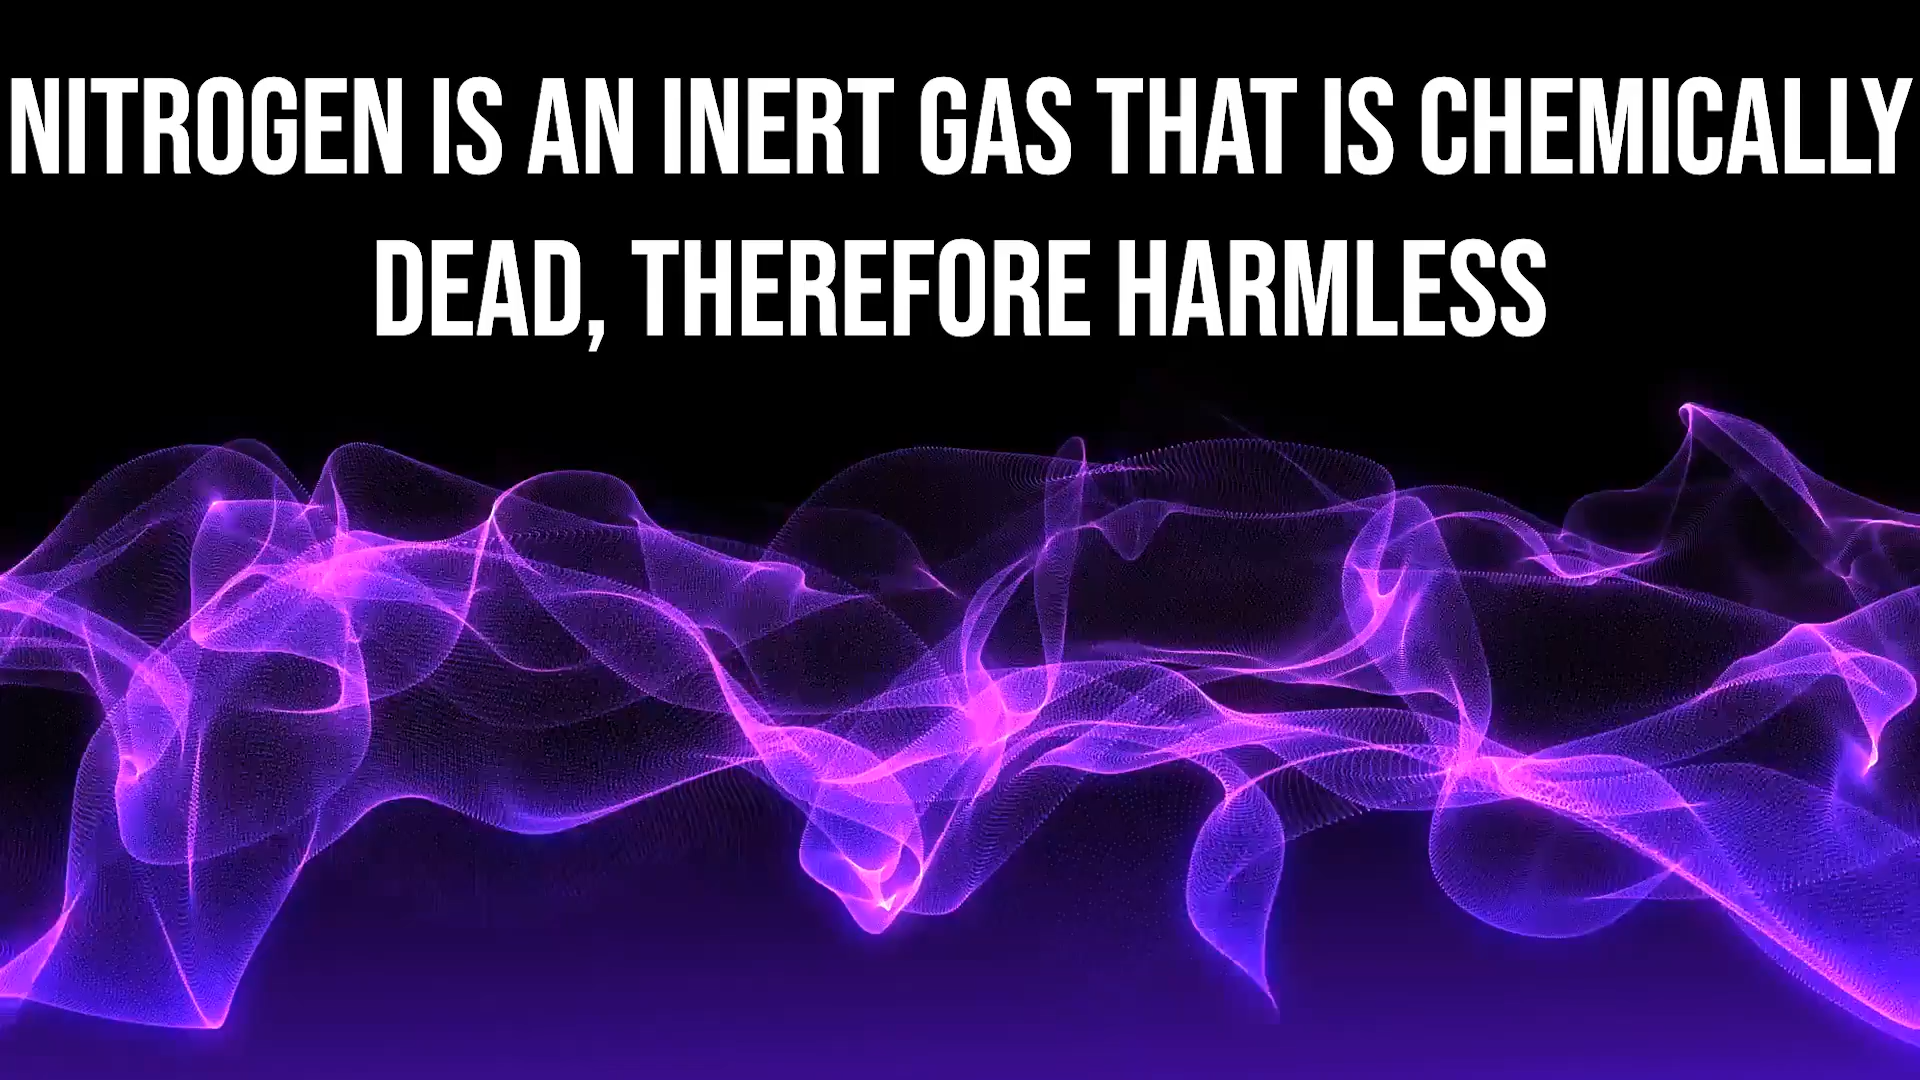 NITROGEN IS AN INERT GAS THAT IS CHEMICALLY
DEAD, THEREFORE HARMLESS